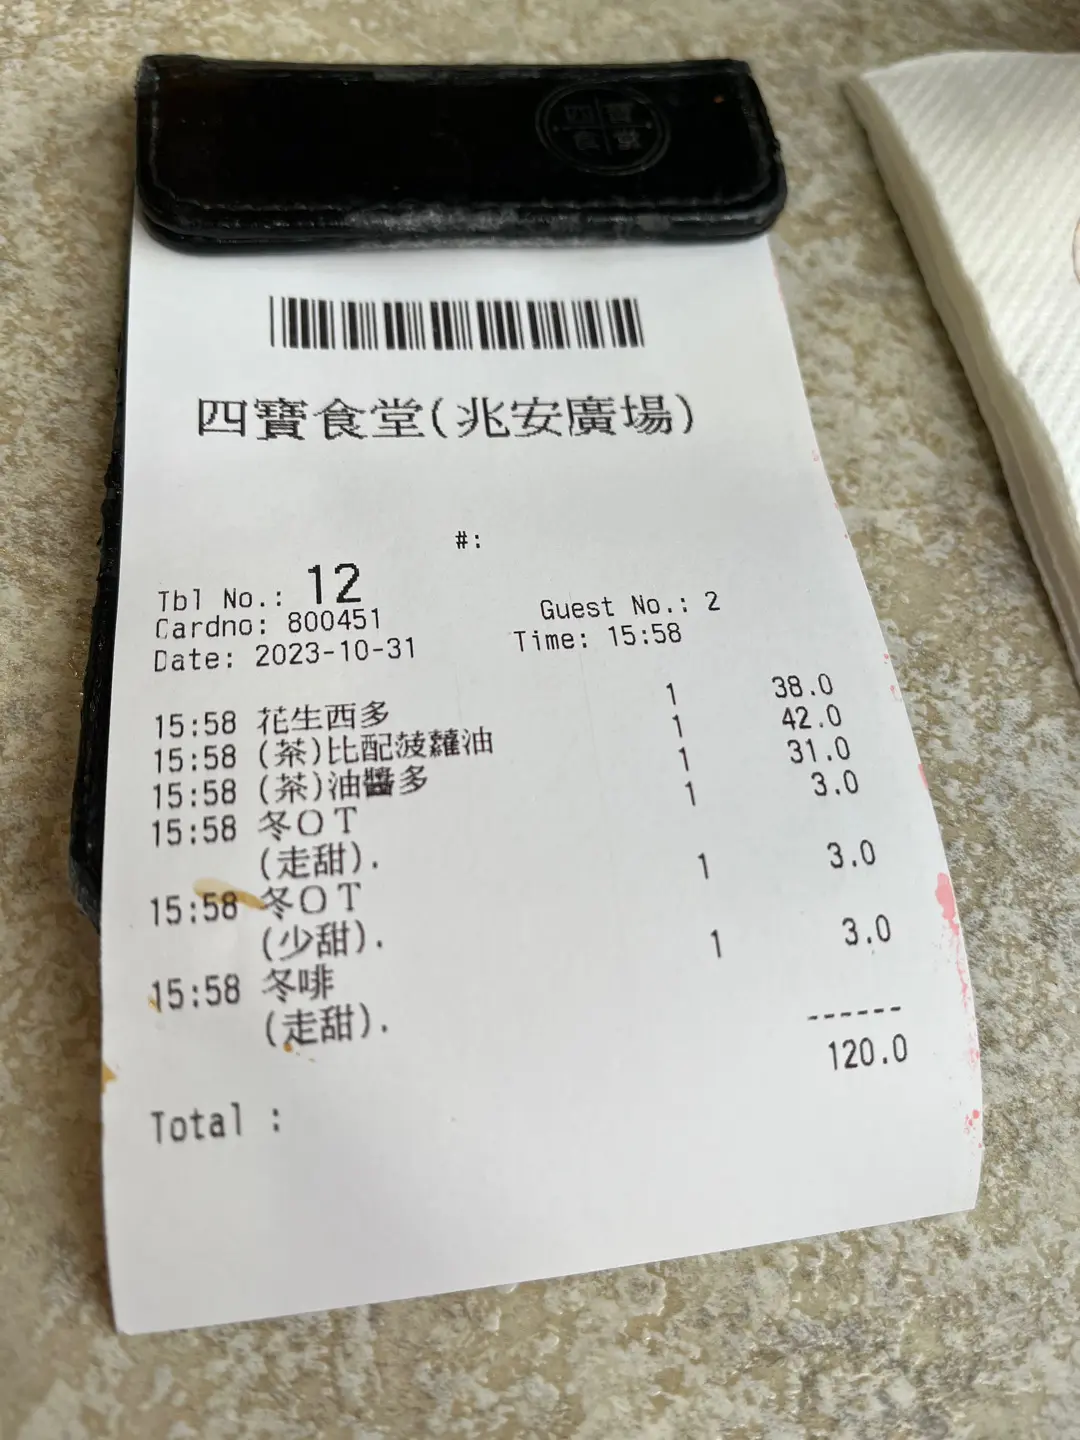 四寶食堂
四寶食堂(兆安廣場)
#:
Tbl No.: 12 Guest No.: 2
Cardno: 800451
Date: 2023-10-31 Time: 15:58
15:58 花生西多 1 38.0
15:58 (茶)比配菠蘿油 1 42.0
15:58 (茶)油醬多 1 31.0
15:58 冬OT 1 3.0
(走甜).
15:58 冬OT 1 3.0
(少甜).
15:58 冬啡 1 3.0
(走甜).
------
Total : 120.0